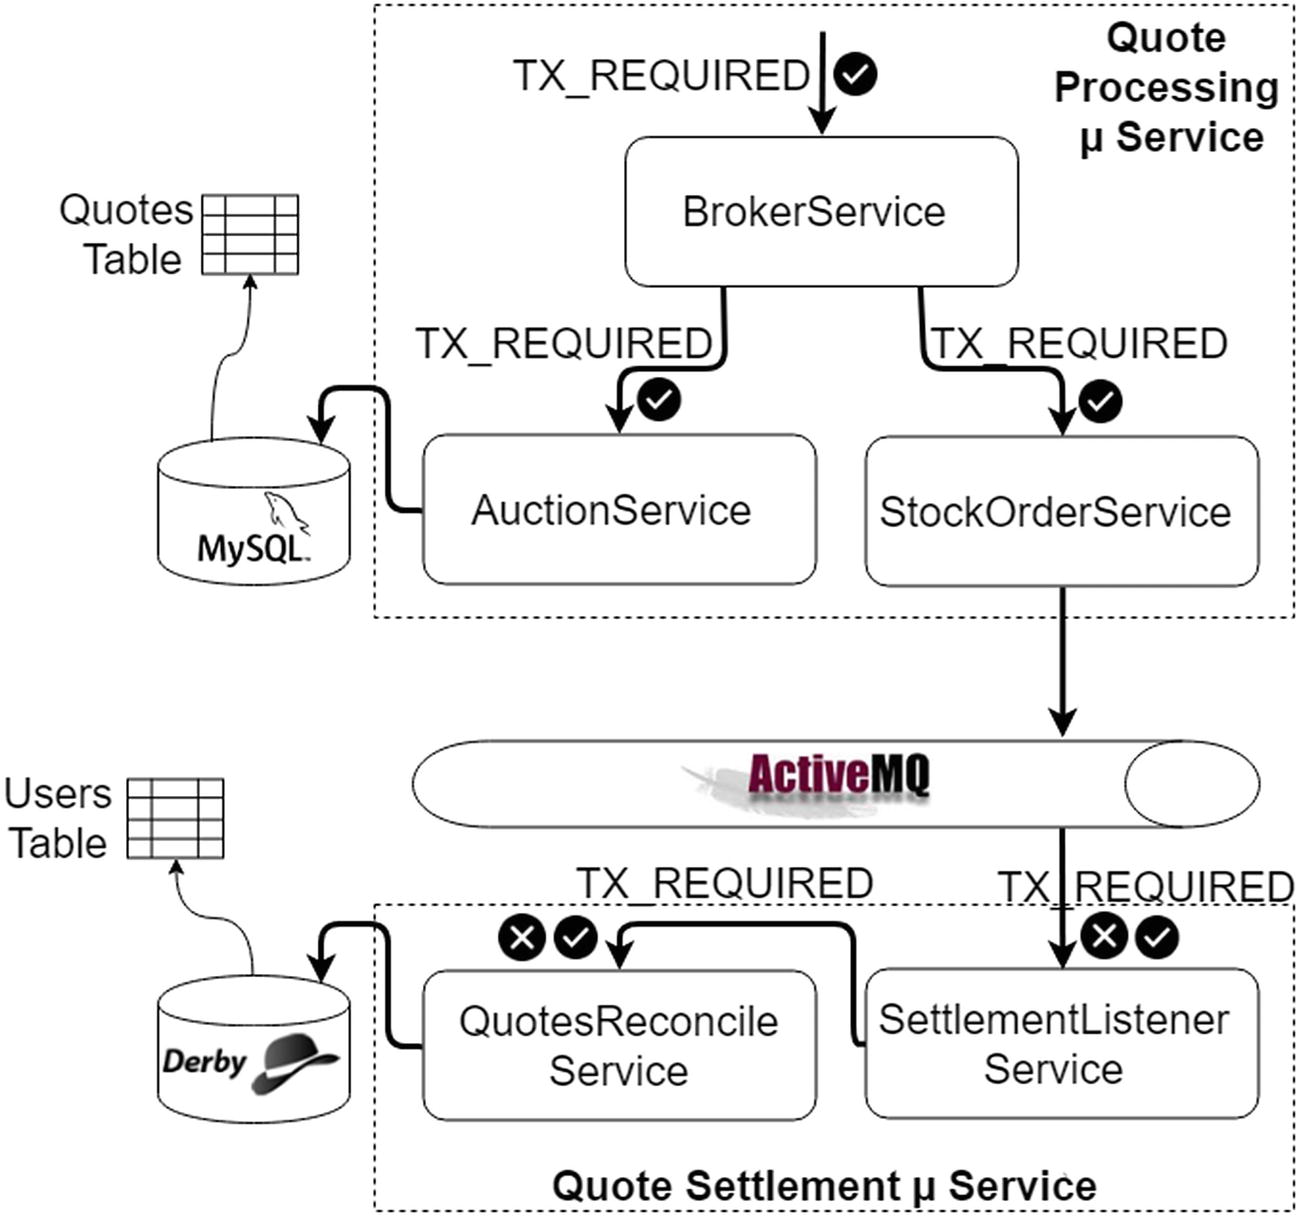 Quote
Processing
µ Service
TX_REQUIRED
BrokerService
Quotes
Table
TX_REQUIRED
TX_REQUIRED
AuctionService
StockOrderService
MySQL™
ActiveMQ
Users
Table
TX_REQUIRED
TX_REQUIRED
QuotesReconcile
Service
SettlementListener
Service
Derby
Quote Settlement µ Service